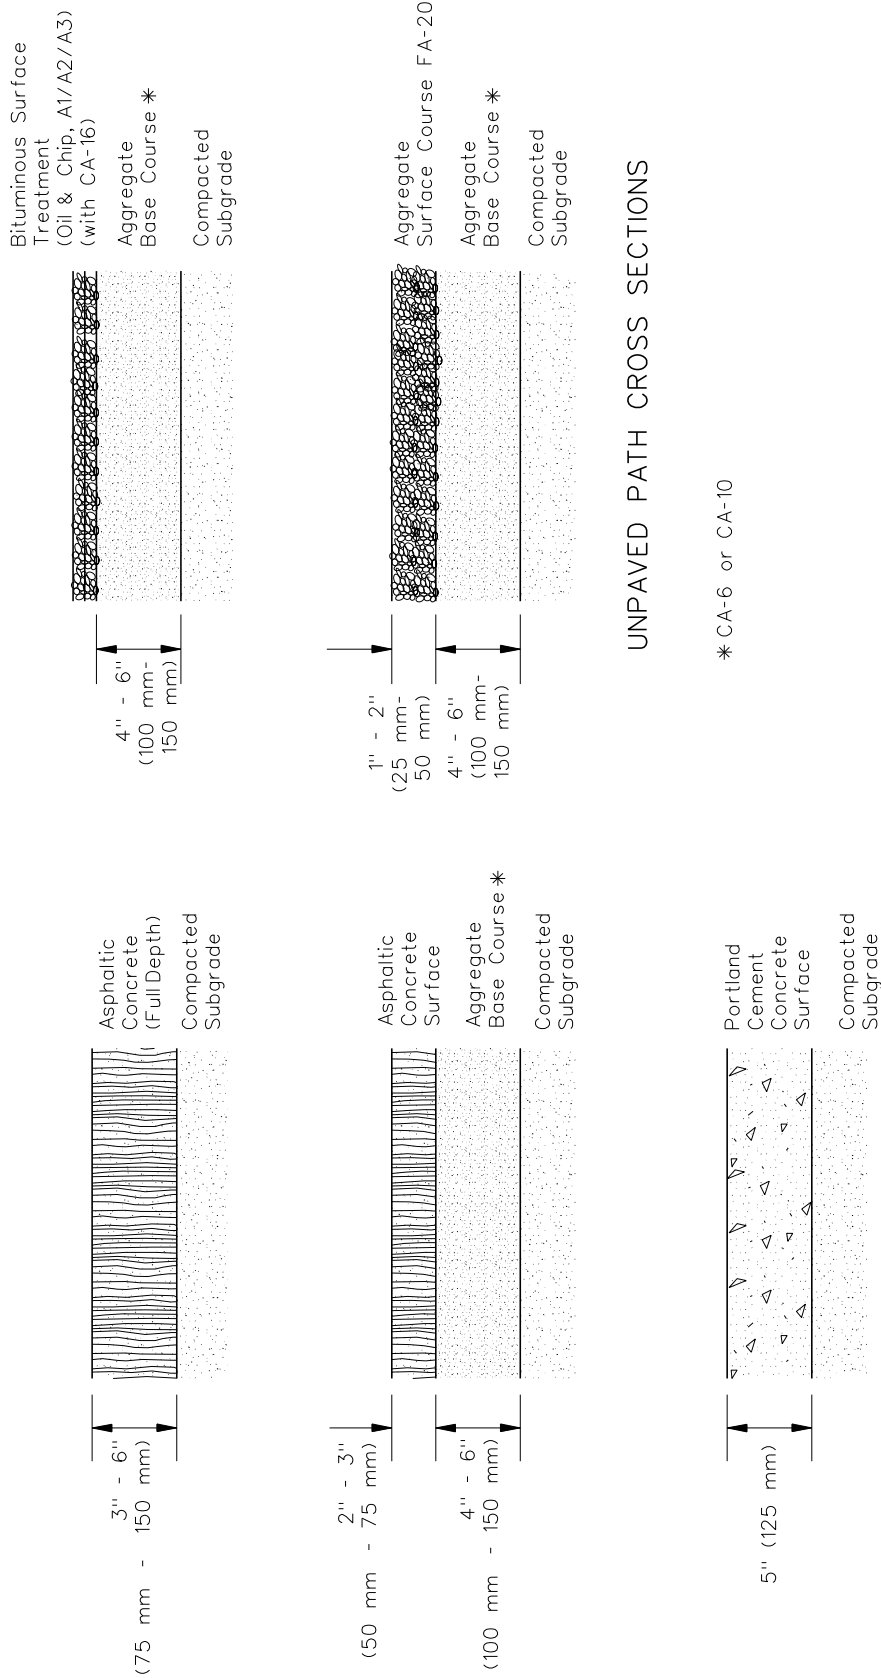 3" - 6"
(75 mm - 150 mm)
Asphaltic
Concrete
(Full Depth)
Compacted
Subgrade
2" - 3"
(50 mm - 75 mm)
4" - 6"
(100 mm - 150 mm)
Asphaltic
Concrete
Surface
Aggregate
Base Course *
Compacted
Subgrade
5" (125 mm)
Portland
Cement
Concrete
Surface
Compacted
Subgrade
4" - 6"
(100 mm-
150 mm)
Bituminous Surface
Treatment
(Oil & Chip, A1/A2/A3)
(with CA-16)
Aggregate
Base Course *
Compacted
Subgrade
1" - 2"
(25 mm-
50 mm)
4" - 6"
(100 mm-
150 mm)
Aggregate
Surface Course FA-20
Aggregate
Base Course *
Compacted
Subgrade
UNPAVED PATH CROSS SECTIONS
* CA-6 or CA-10